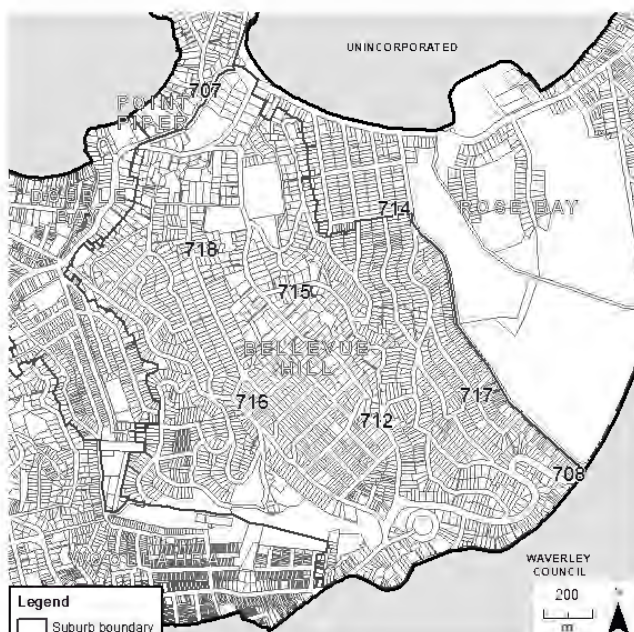 UNINCORPORATED
707
POINT
PIPER
DOUBLE
BAY
714
ROSE BAY
718
715
BELLEVUE
HILL
716
712
717
708
WAVERLEY
COUNCIL
Legend
Suburb boundary
200
m